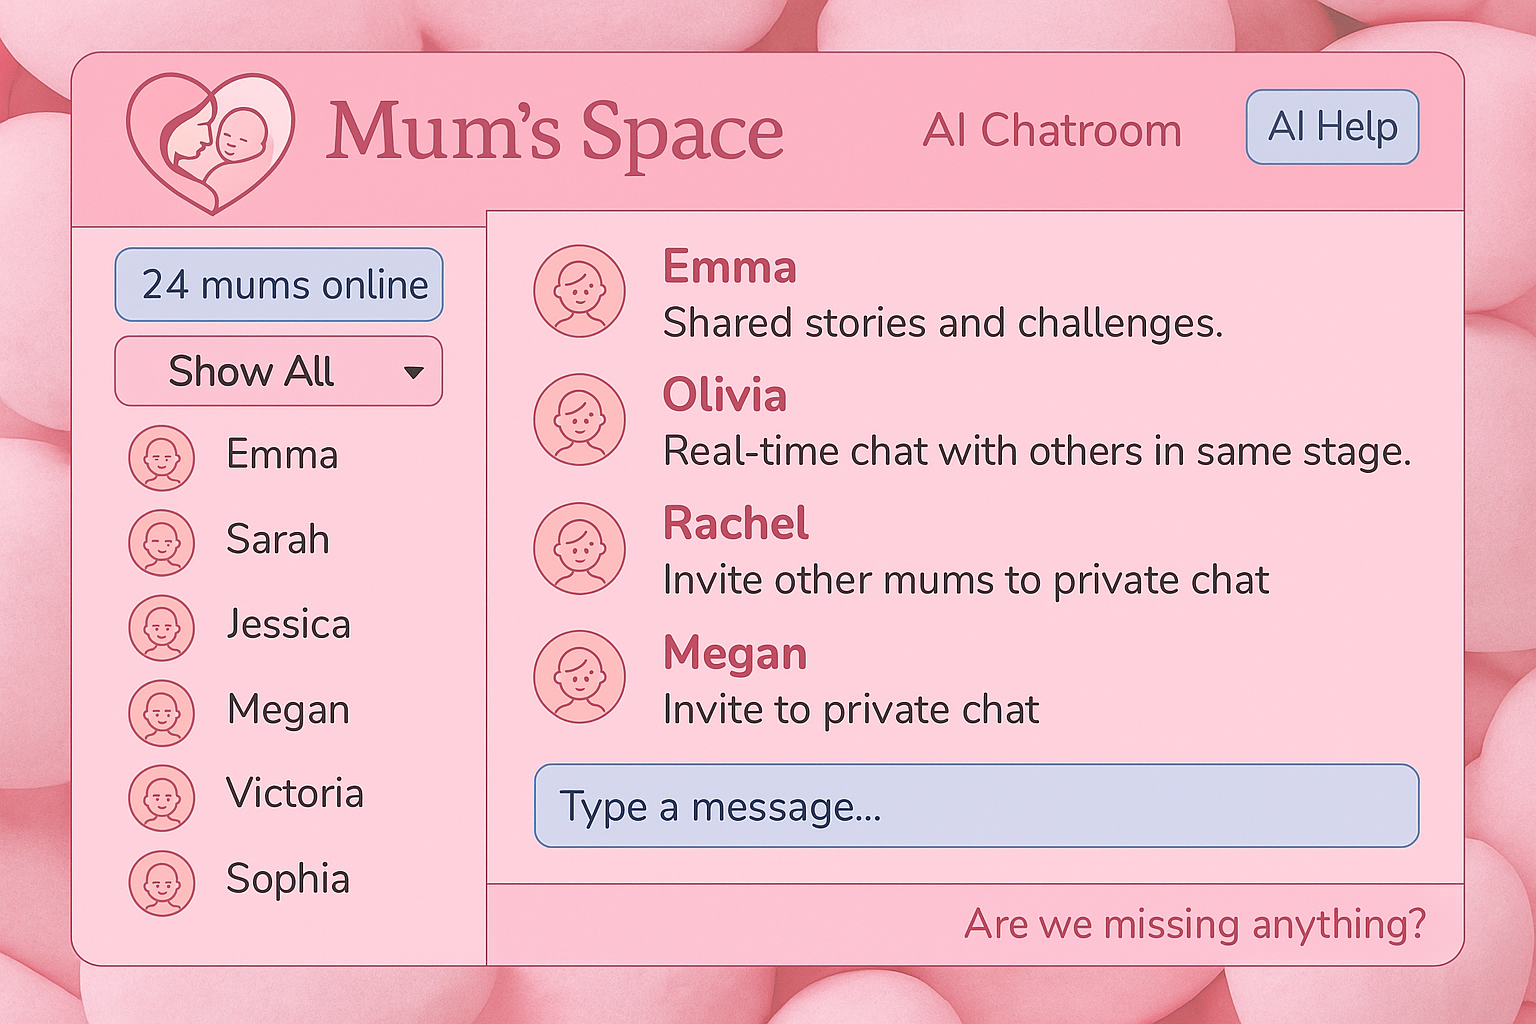 Mum's Space
AI Chatroom
AI Help
24 mums online
Show All
Emma
Sarah
Jessica
Megan
Victoria
Sophia
Emma
Shared stories and challenges.
Olivia
Real-time chat with others in same stage.
Rachel
Invite other mums to private chat
Megan
Invite to private chat
Type a message...
Are we missing anything?